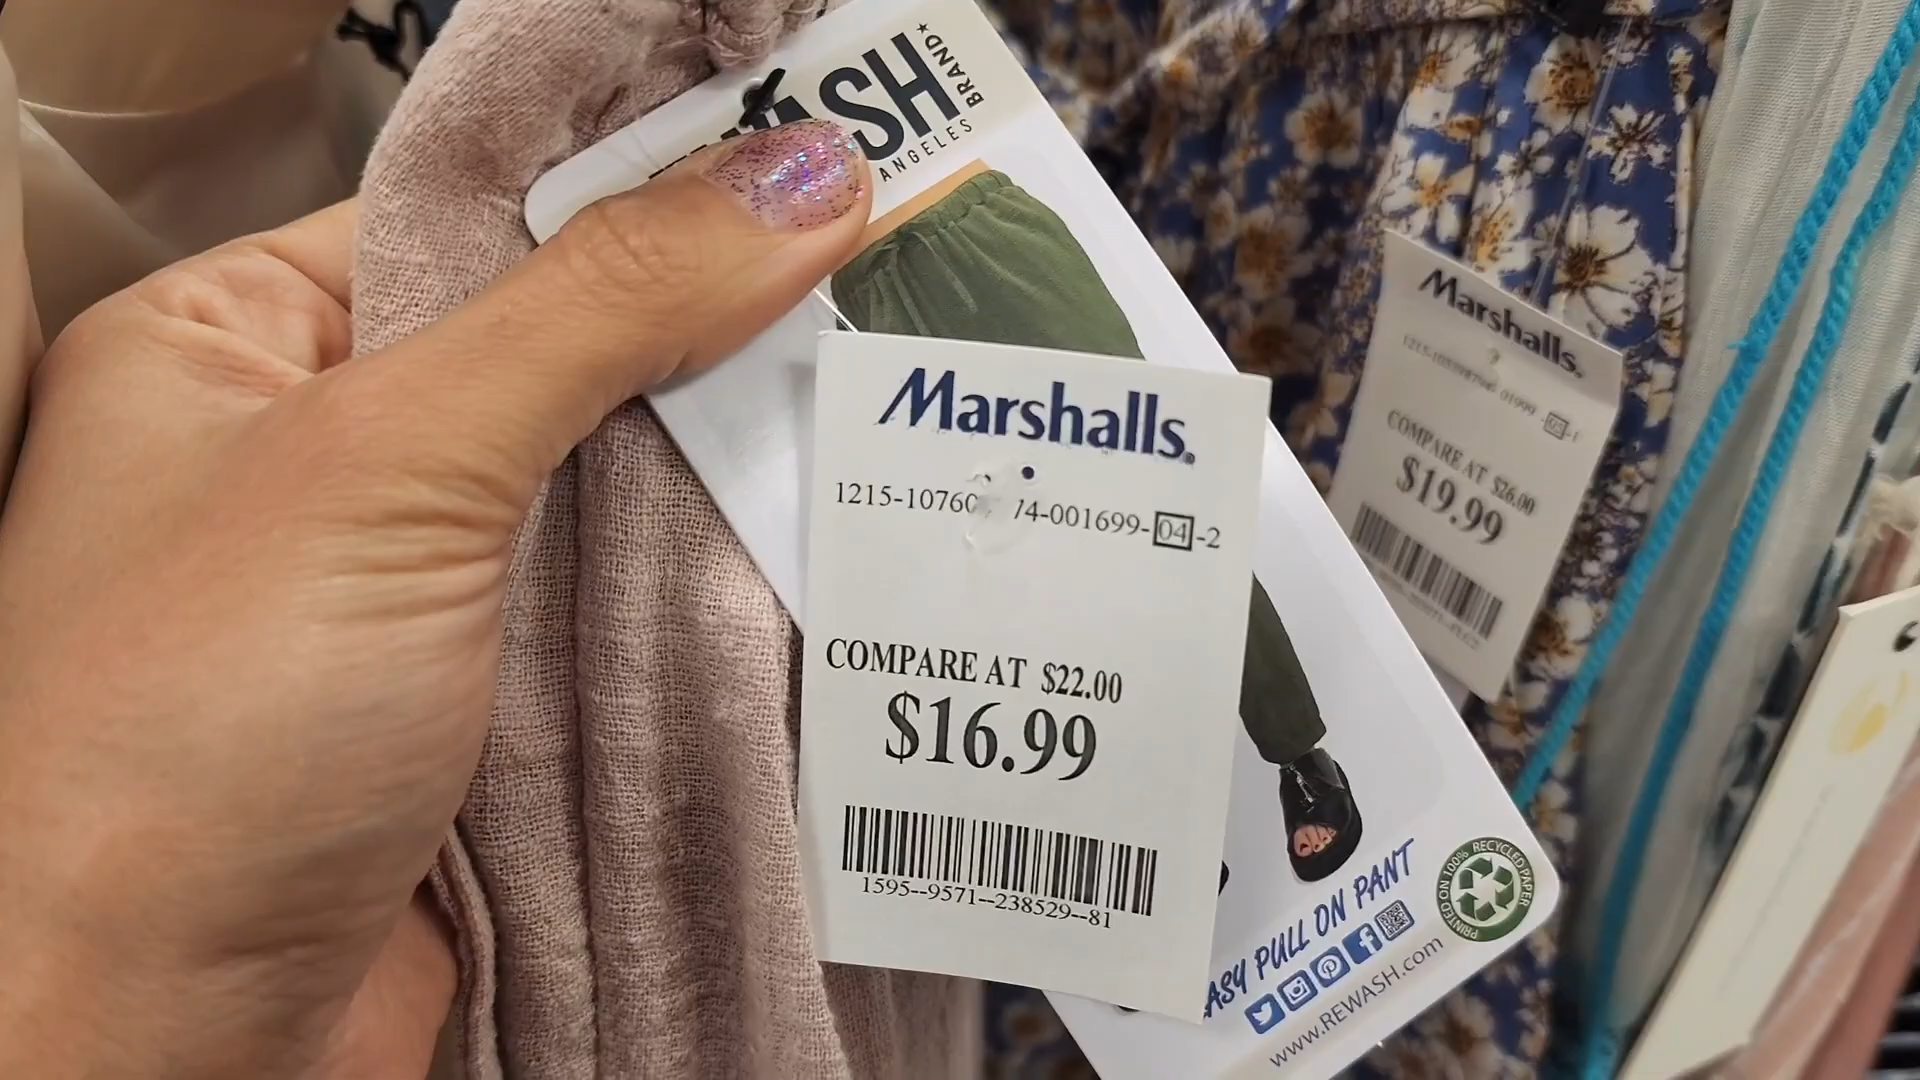 ASH
BRAND★
ANGELES
Marshalls.
1215-10760 74-001699-04-2
COMPARE AT $22.00
$16.99
1595--9571--238529--81
ASY PULL ON PANT
www.REWASH.com
PRINTED ON 100% RECYCLED PAPER
Marshalls.
COMPARE AT $26.00
$19.99